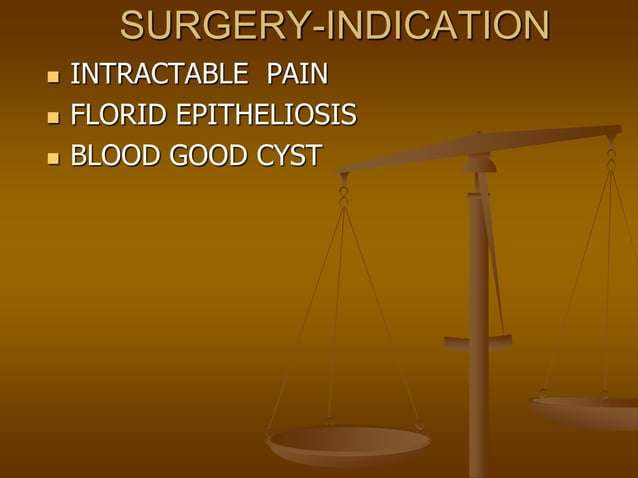 SURGERY-INDICATION
INTRACTABLE PAIN
FLORID EPITHELIOSIS
BLOOD GOOD CYST